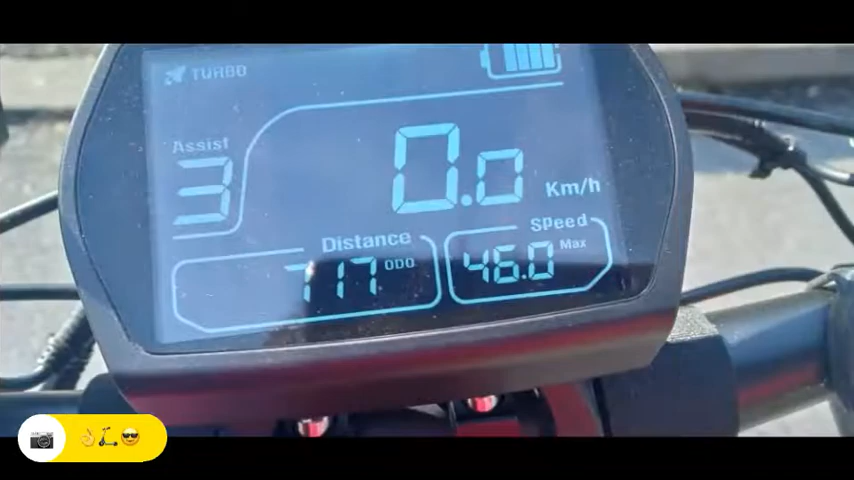 TURBO
Assist
3
0.0 Km/h
Distance
717 ODO
Speed
46.0 Max